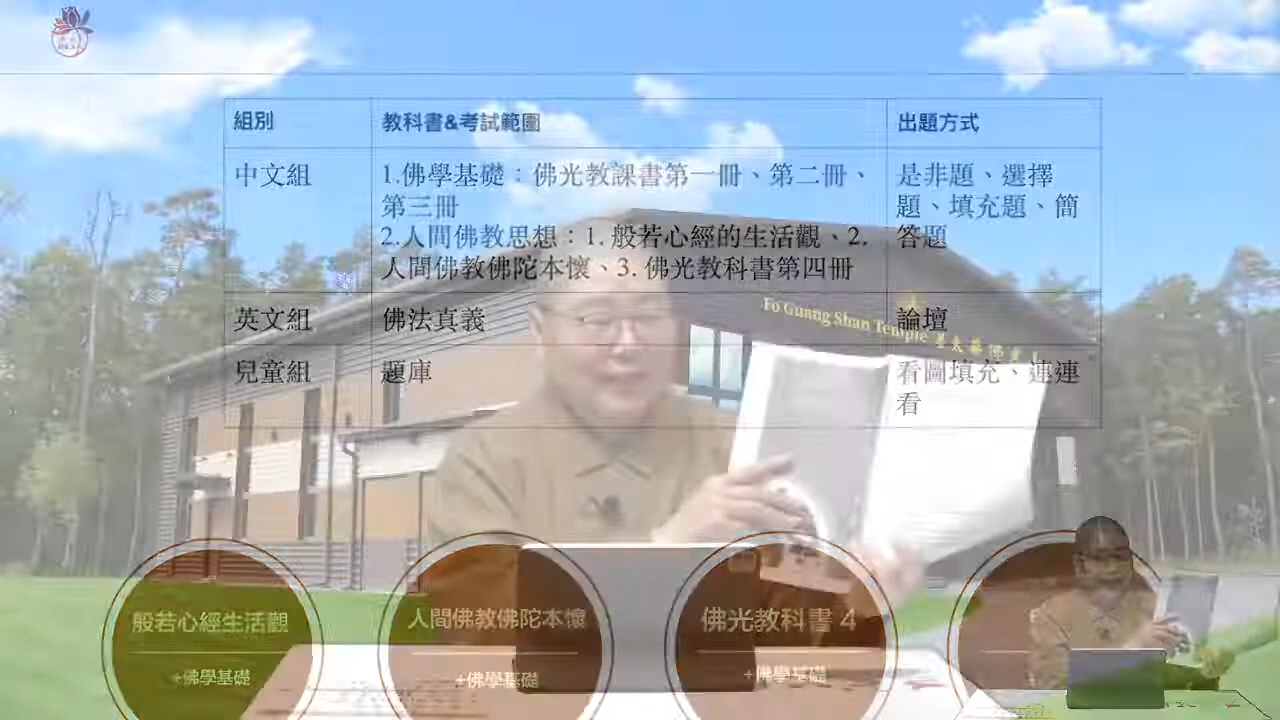 組別
教科書&考試範圍
出題方式
中文組
1.佛學基礎：佛光教課書第一冊、第二冊、
第三冊
2.人間佛教思想：1. 般若心經的生活觀、2.
人間佛教佛陀本懷、3. 佛光教科書第四冊
是非題、選擇
題、填充題、簡
答題
英文組
佛法真義
論壇
兒童組
題庫
看圖填充、連連
看
Fo Guang Shan Temple
般若心經生活觀
+佛學基礎
人間佛教佛陀本懷
+佛學基礎
佛光教科書 4
+佛學基礎